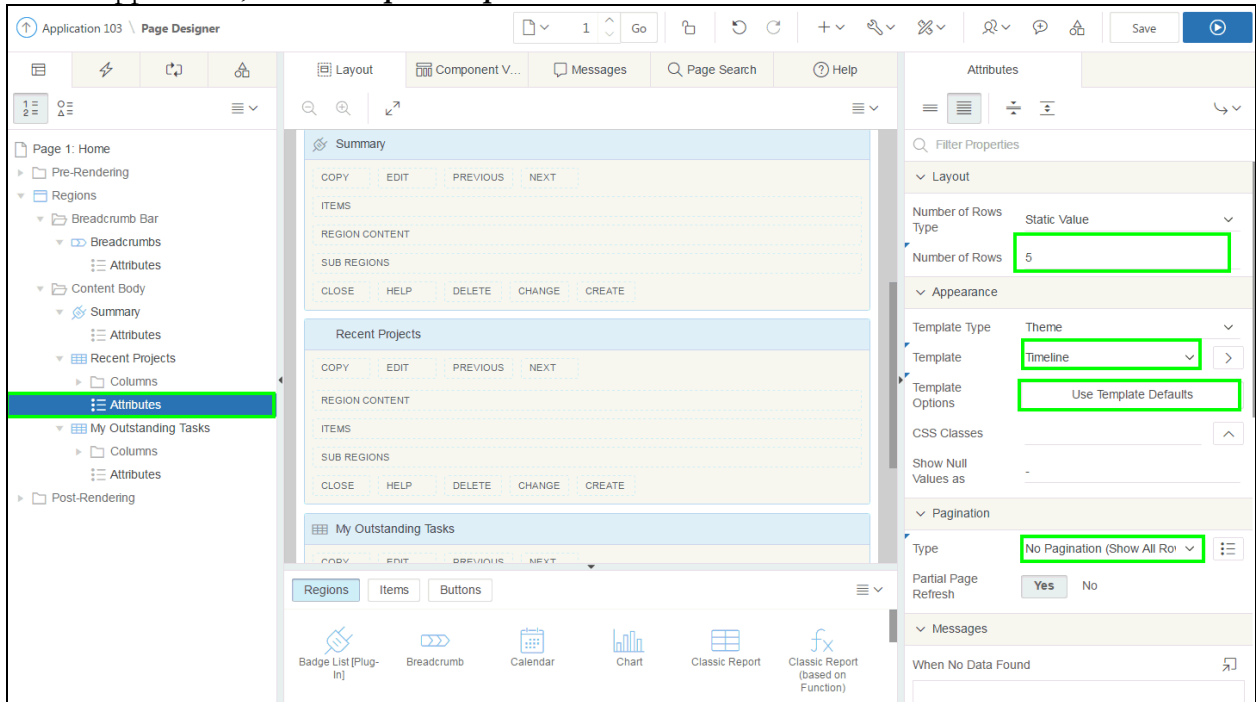 Application 103 \ Page Designer
1
Go
Save
Layout
Component V...
Messages
Page Search
Help
Attributes
Page 1: Home
Pre-Rendering
Regions
Breadcrumb Bar
Breadcrumbs
Attributes
Content Body
Summary
Attributes
Recent Projects
Columns
Attributes
My Outstanding Tasks
Columns
Attributes
Post-Rendering
Summary
COPY EDIT PREVIOUS NEXT
ITEMS
REGION CONTENT
SUB REGIONS
CLOSE HELP DELETE CHANGE CREATE
Recent Projects
COPY EDIT PREVIOUS NEXT
REGION CONTENT
ITEMS
SUB REGIONS
CLOSE HELP DELETE CHANGE CREATE
My Outstanding Tasks
COPY EDIT PREVIOUS NEXT
Regions Items Buttons
Badge List [Plug-
In]
Breadcrumb
Calendar
Chart
Classic Report
Classic Report
(based on
Function)
Filter Properties
Layout
Number of Rows
Type
Static Value
Number of Rows 5
Appearance
Template Type Theme
Template Timeline
Template
Options
Use Template Defaults
CSS Classes
Show Null
Values as
-
Pagination
Type No Pagination (Show All Ro
Partial Page
Refresh
Yes No
Messages
When No Data Found